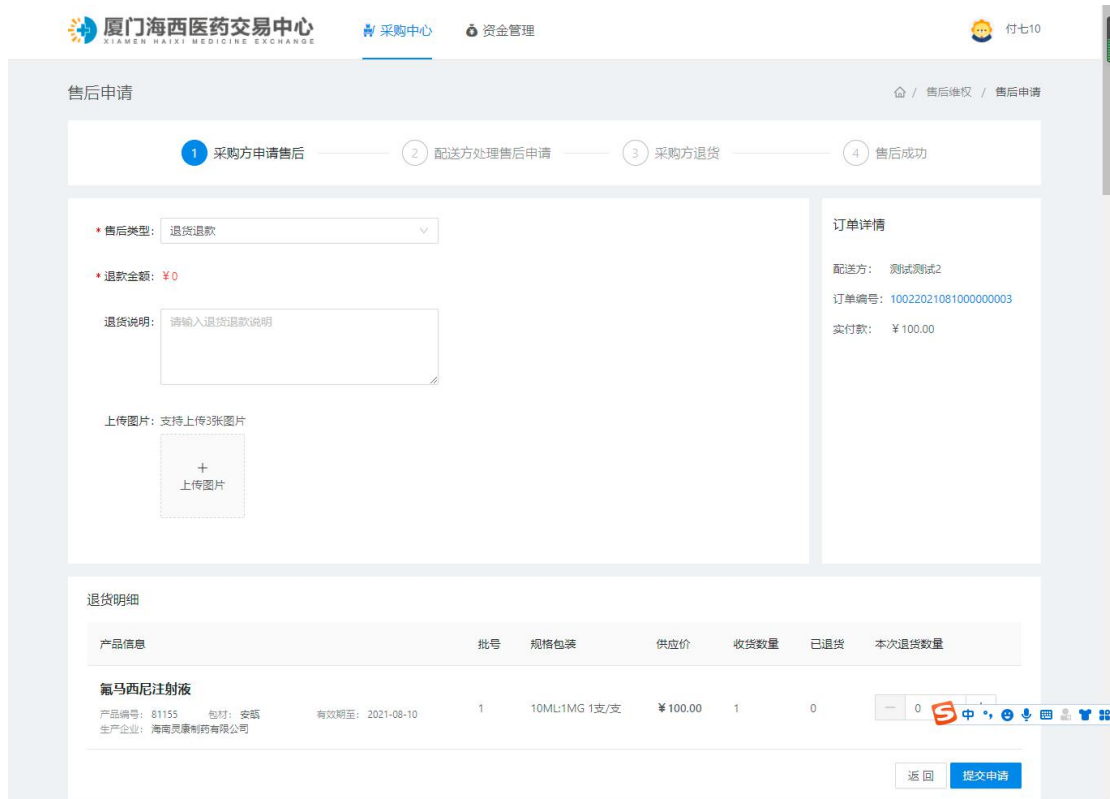 厦门海西医药交易中心
XIAMEN HAIXI MEDICINE EXCHANGE
采购中心
资金管理
付七10
售后申请
/ 售后维权 / 售后申请
1 采购方申请售后
2 配送方处理售后申请
3 采购方退货
4 售后成功
* 售后类型: 退货退款
* 退款金额: ¥0
退货说明: 请输入退货退款说明
上传图片: 支持上传3张图片
+
上传图片
订单详情
配送方: 测试测试2
订单编号: 10022021081000000003
实付款: ¥100.00
退货明细
产品信息 批号 规格包装 供应价 收货数量 已退货 本次退货数量
氟马西尼注射液
产品编号: 81155 包材: 安瓿 有效期至: 2021-08-10
生产企业: 海南灵康制药有限公司
1 10ML:1MG 1支/支 ¥100.00 1 0 0
中
返回 提交申请